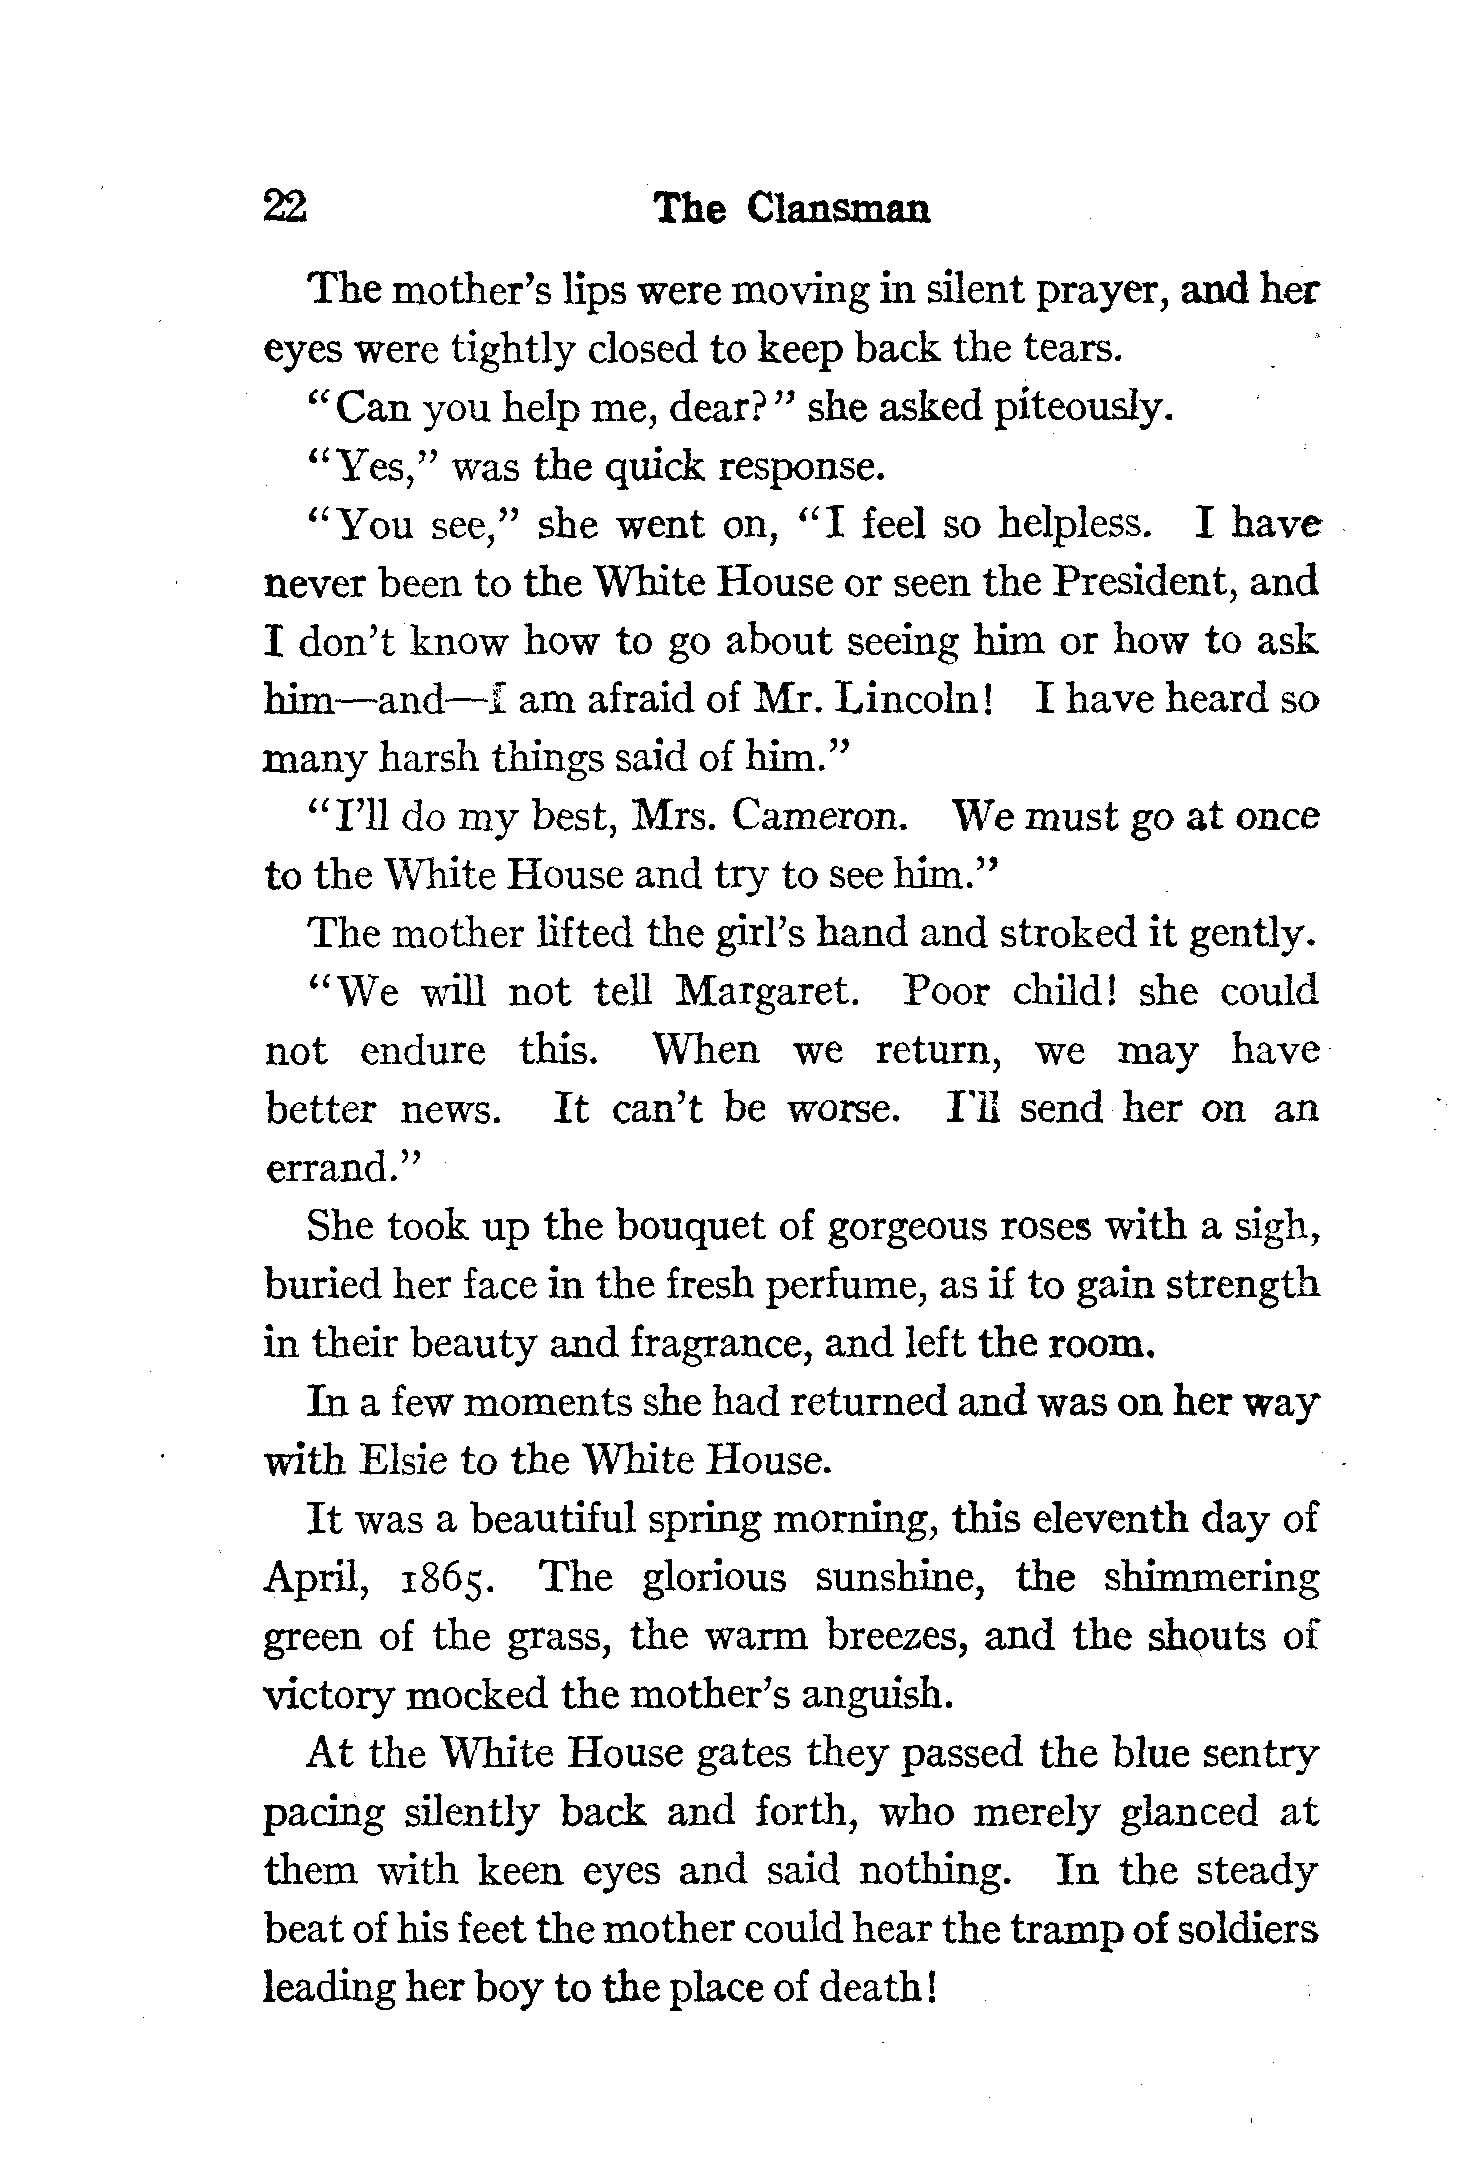 22 The Clansman
The mother's lips were moving in silent prayer, and her
eyes were tightly closed to keep back the tears.
“Can you help me, dear?” she asked piteously.
“Yes,” was the quick response.
“You see,” she went on, “I feel so helpless. I have
never been to the White House or seen the President, and
I don't know how to go about seeing him or how to ask
him—and—I am afraid of Mr. Lincoln! I have heard so
many harsh things said of him.”
“I'll do my best, Mrs. Cameron. We must go at once
to the White House and try to see him.”
The mother lifted the girl's hand and stroked it gently.
“We will not tell Margaret. Poor child! she could
not endure this. When we return, we may have
better news. It can't be worse. I'll send her on an
errand.”
She took up the bouquet of gorgeous roses with a sigh,
buried her face in the fresh perfume, as if to gain strength
in their beauty and fragrance, and left the room.
In a few moments she had returned and was on her way
with Elsie to the White House.
It was a beautiful spring morning, this eleventh day of
April, 1865. The glorious sunshine, the shimmering
green of the grass, the warm breezes, and the shouts of
victory mocked the mother's anguish.
At the White House gates they passed the blue sentry
pacing silently back and forth, who merely glanced at
them with keen eyes and said nothing. In the steady
beat of his feet the mother could hear the tramp of soldiers
leading her boy to the place of death!